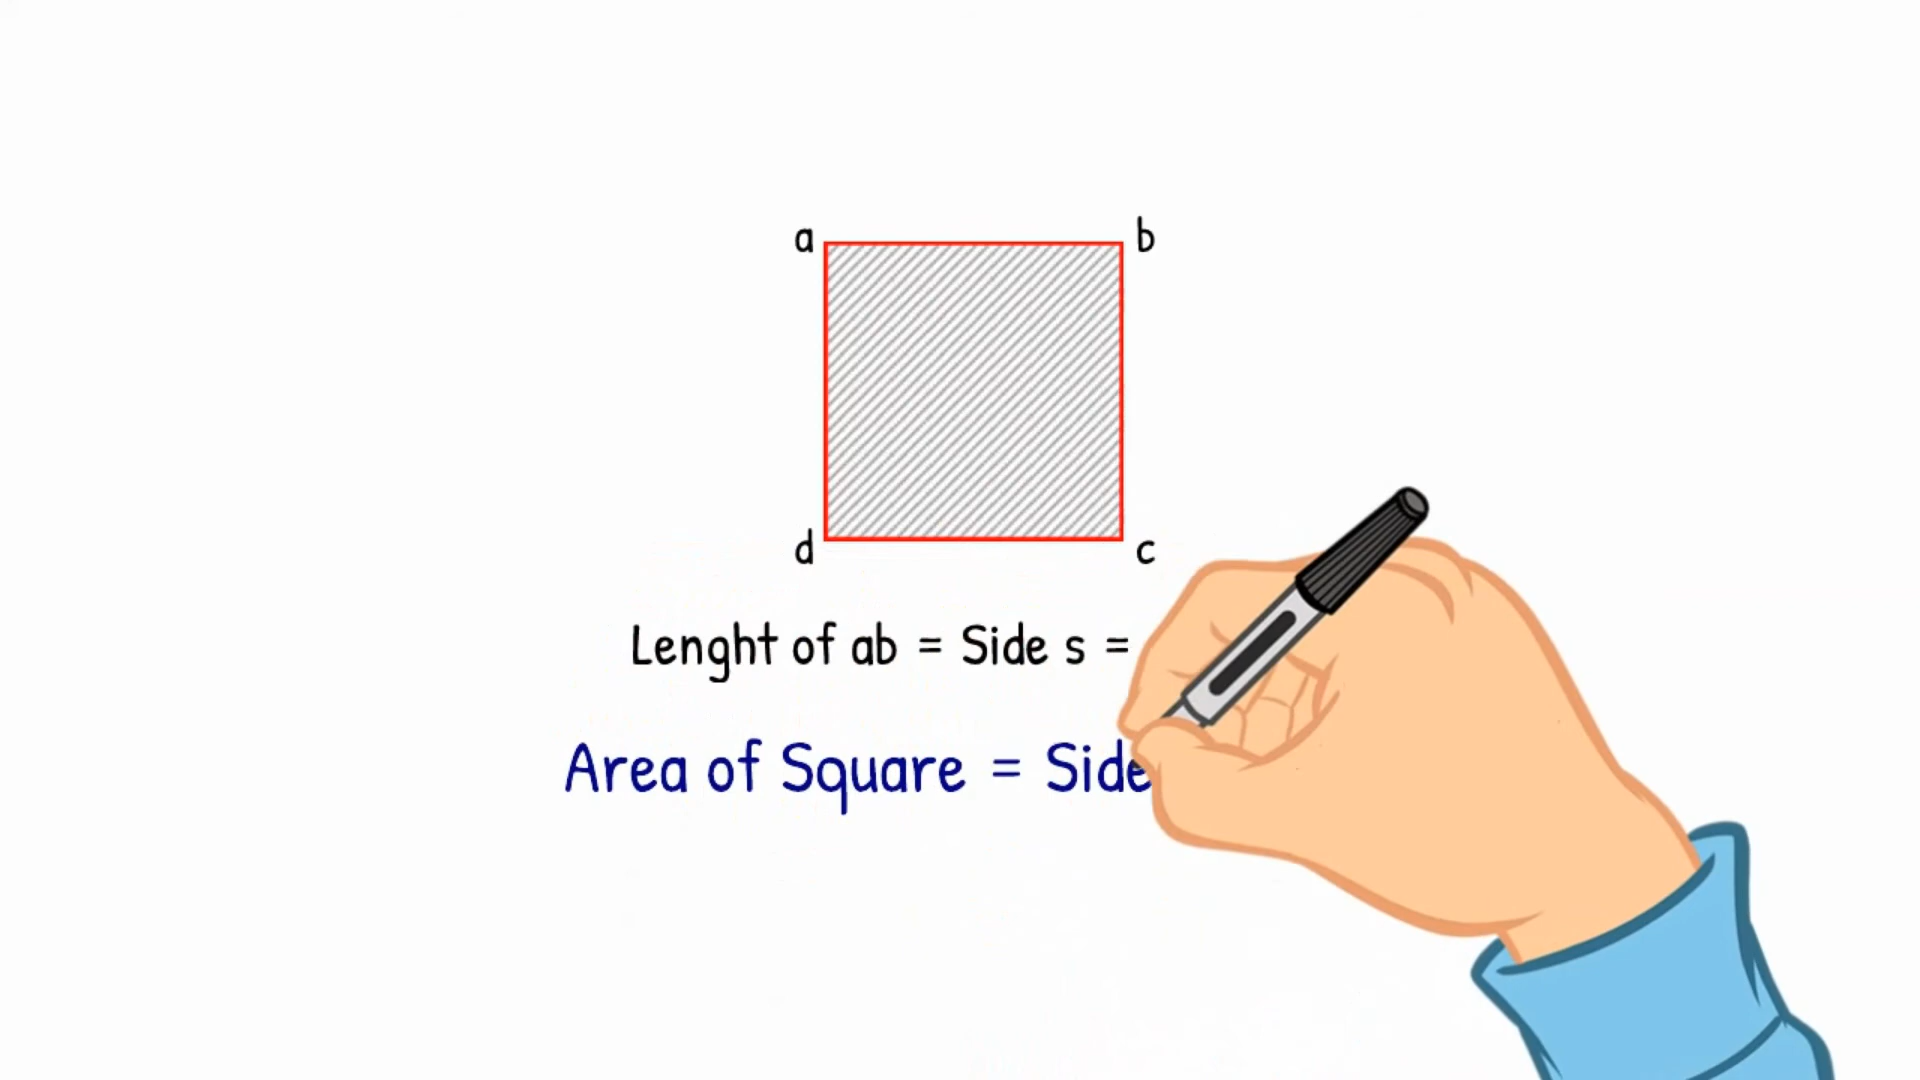 a b
d c
Lenght of ab = Side s =
Area of Square = Side